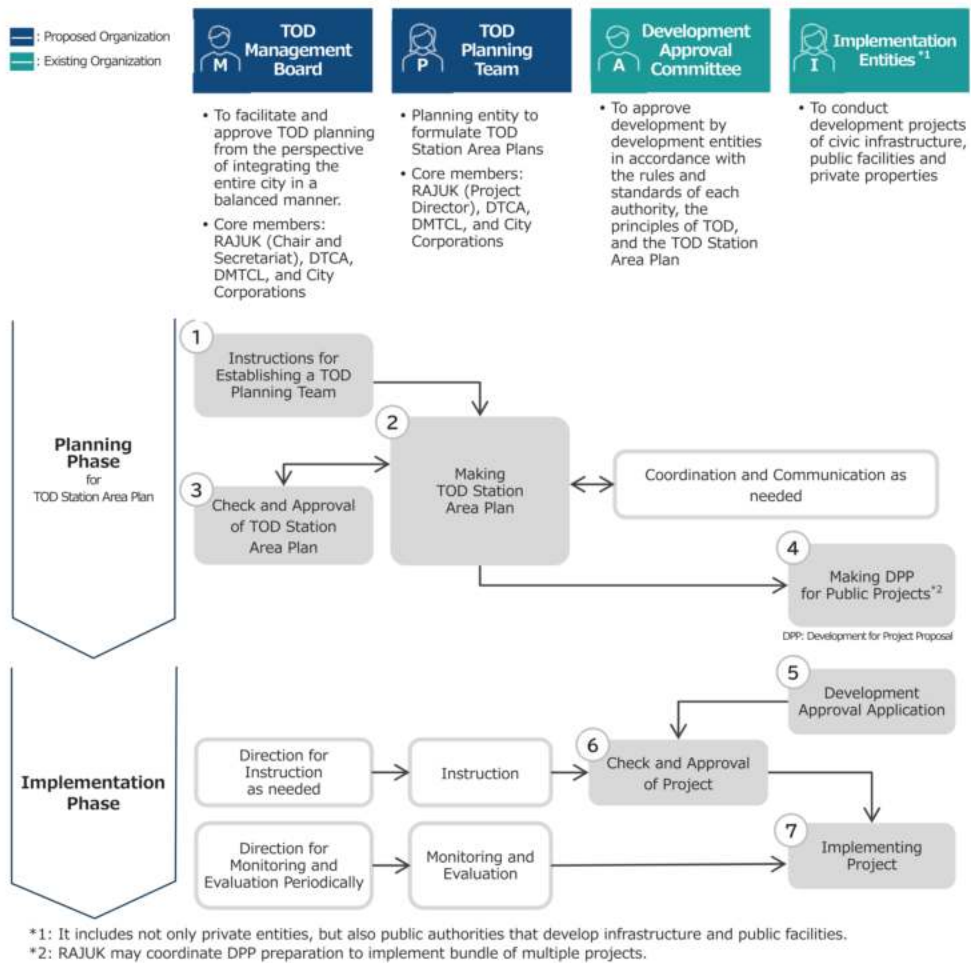 : Proposed Organization
: Existing Organization
M
TOD
Management
Board
P
TOD
Planning
Team
A
Development
Approval
Committee
I
Implementation
Entities *1
• To facilitate and
approve TOD planning
from the perspective
of integrating the
entire city in a
balanced manner.
• Core members:
RAJUK (Chair and
Secretariat), DTCA,
DMTCL, and City
Corporations
• Planning entity to
formulate TOD
Station Area Plans
• Core members:
RAJUK (Project
Director), DTCA,
DMTCL, and City
Corporations
• To approve
development by
development entities
in accordance with
the rules and
standards of each
authority, the
principles of TOD,
and the TOD Station
Area Plan
• To conduct
development projects
of civic infrastructure,
public facilities and
private properties
Planning
Phase
for
TOD Station Area Plan
1
Instructions for
Establishing a TOD
Planning Team
2
Making
TOD Station
Area Plan
3
Check and Approval
of TOD Station
Area Plan
Coordination and Communication as
needed
4
Making DPP
for Public Projects*2
DPP: Development for Project Proposal
Implementation
Phase
5
Development
Approval Application
Direction for
Instruction
as needed
Instruction
6
Check and Approval
of Project
Direction for
Monitoring and
Evaluation Periodically
Monitoring and
Evaluation
7
Implementing
Project
*1: It includes not only private entities, but also public authorities that develop infrastructure and public facilities.
*2: RAJUK may coordinate DPP preparation to implement bundle of multiple projects.